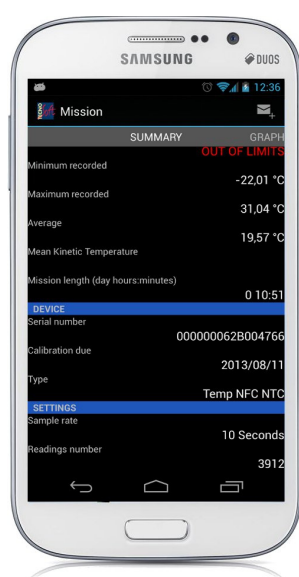 SAMSUNG
DUOS
12:36
TECNO
Mission
SUMMARY GRAPH
OUT OF LIMITS
Minimum recorded
-22,01 °C
Maximum recorded
31,04 °C
Average
19,57 °C
Mean Kinetic Temperature
Mission length (day hours:minutes)
0 10:51
DEVICE
Serial number
000000062B004766
Calibration due
2013/08/11
Type
Temp NFC NTC
SETTINGS
Sample rate
10 Seconds
Readings number
3912